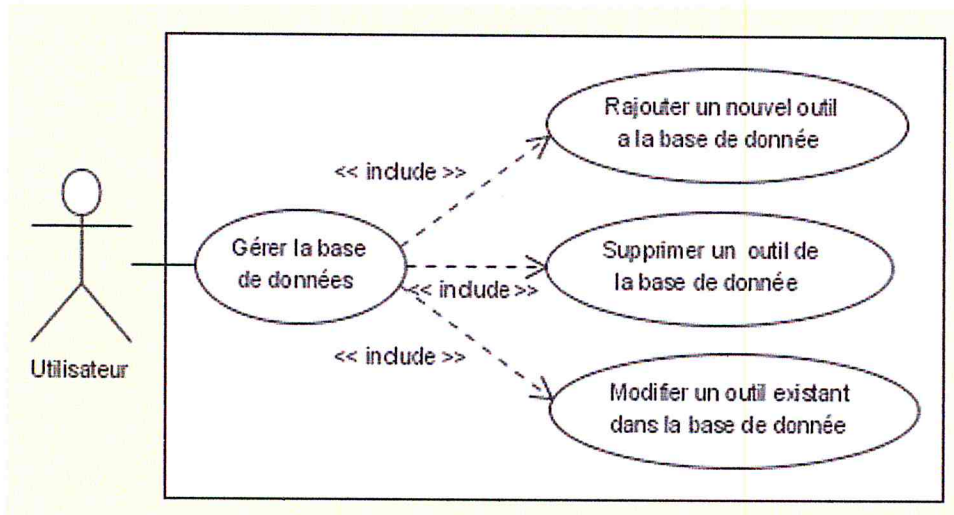 Rajouter un nouvel outil
a la base de donnée
<< include >>
Gérer la base
de données
Supprimer un outil de
la base de donnée
<< include >>
<< include >>
Utilisateur
Modifier un outil existant
dans la base de donnée